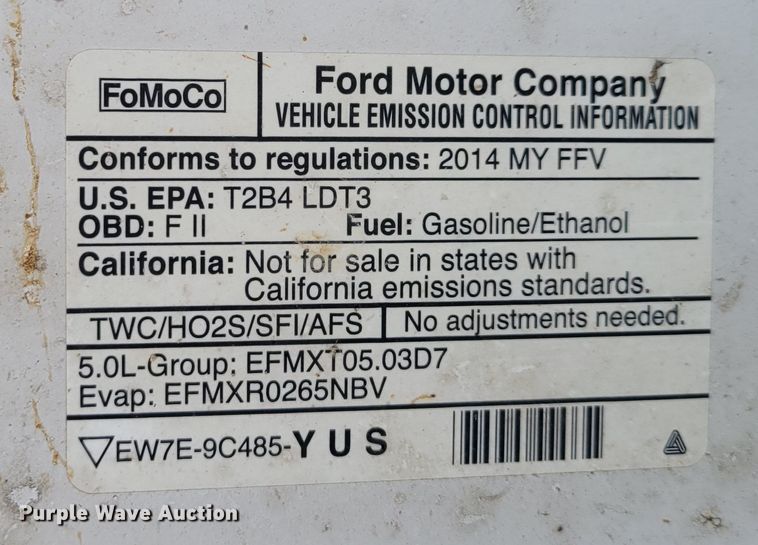 FoMoCo
Ford Motor Company
VEHICLE EMISSION CONTROL INFORMATION
Conforms to regulations: 2014 MY FFV
U.S. EPA: T2B4 LDT3
OBD: F II Fuel: Gasoline/Ethanol
California: Not for sale in states with
California emissions standards.
TWC/HO2S/SFI/AFS No adjustments needed.
5.0L-Group: EFMXT05.03D7
Evap: EFMXR0265NBV
EW7E-9C485-YUS
Purple Wave Auction